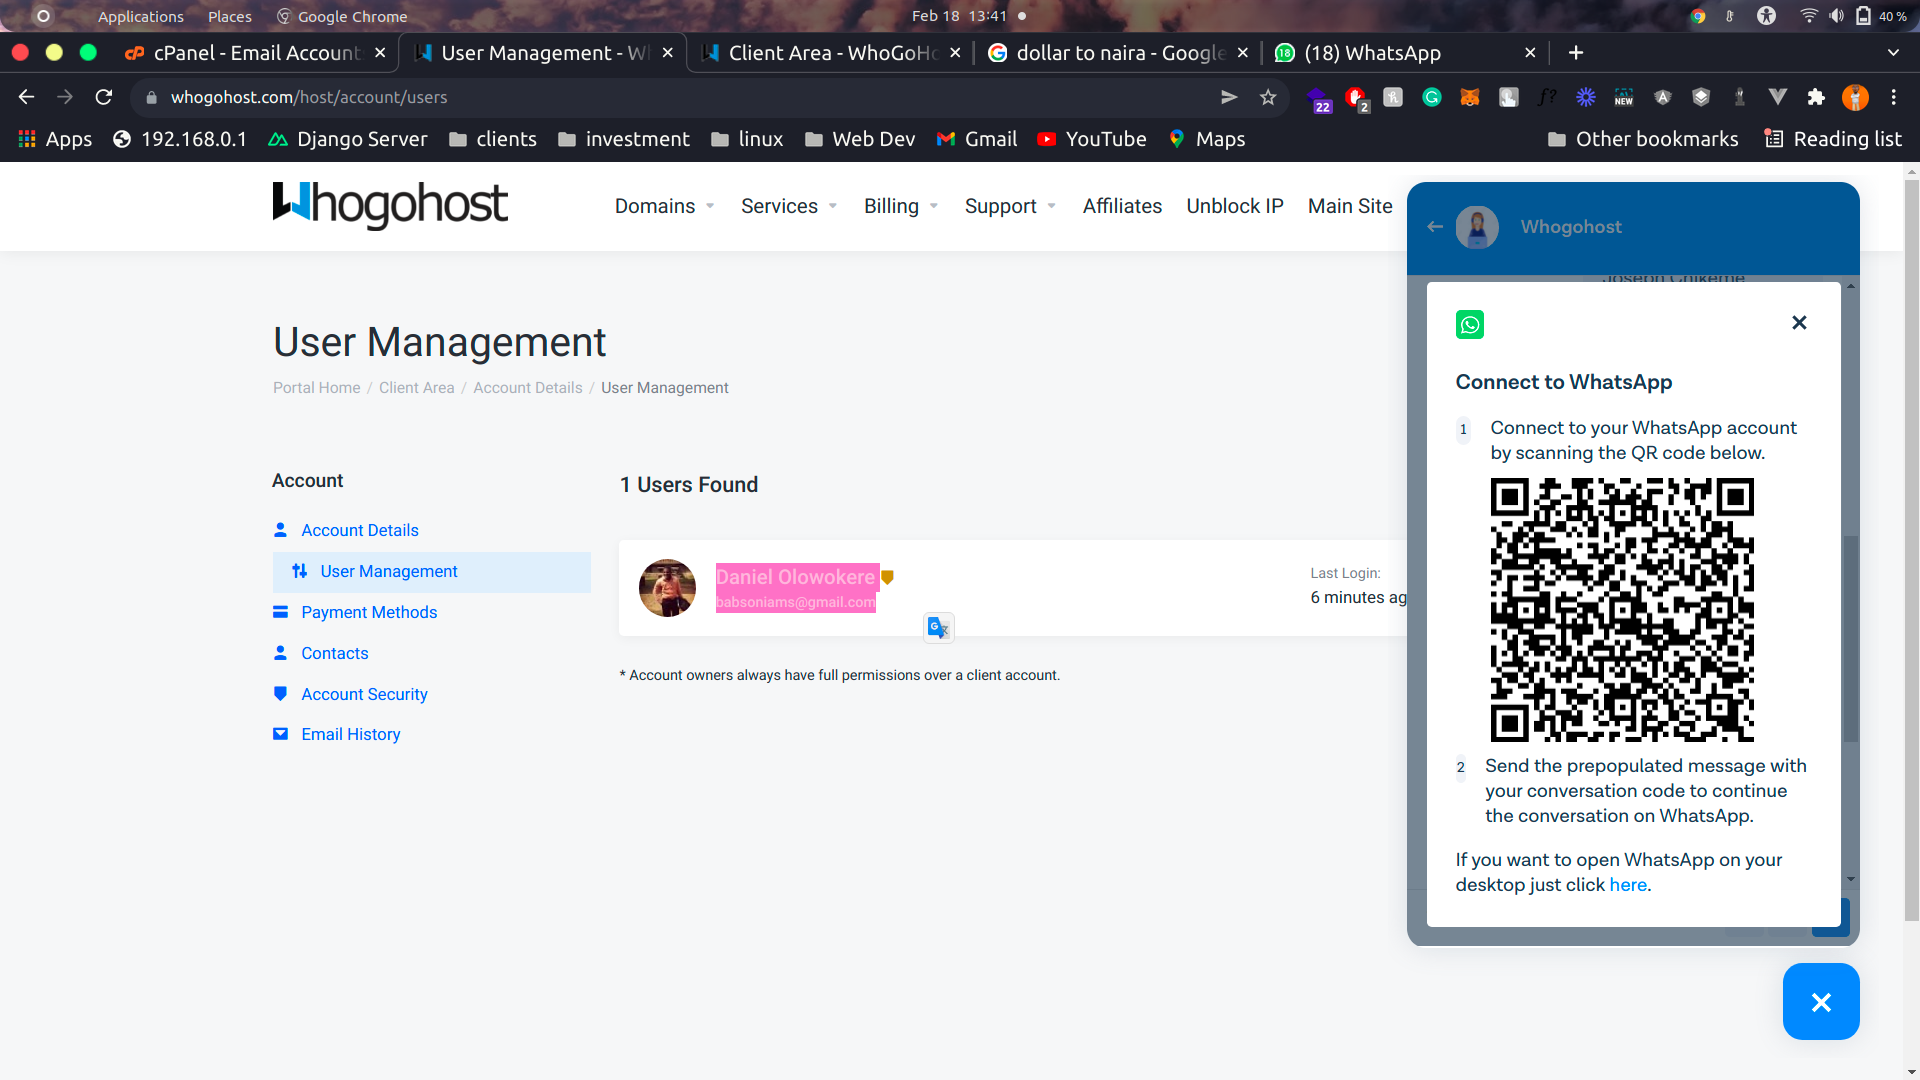 Applications Places Google Chrome
Feb 18 13:41
40 %
cPanel - Email Account
User Management - Wh
Client Area - WhoGoHo
dollar to naira - Google
(18) WhatsApp
whogohost.com/host/account/users
22
2
NEW
Apps 192.168.0.1 Django Server clients investment linux Web Dev Gmail YouTube Maps Other bookmarks Reading list
Whogohost
Domains Services Billing Support Affiliates Unblock IP Main Site
User Management
Portal Home / Client Area / Account Details / User Management
Account
Account Details
User Management
Payment Methods
Contacts
Account Security
Email History
1 Users Found
Daniel Olowokere
babsoniams@gmail.com
Last Login:
6 minutes ag
* Account owners always have full permissions over a client account.
Whogohost
Joseph Chikeme
Connect to WhatsApp
1 Connect to your WhatsApp account
by scanning the QR code below.
2 Send the prepopulated message with
your conversation code to continue
the conversation on WhatsApp.
If you want to open WhatsApp on your
desktop just click here.